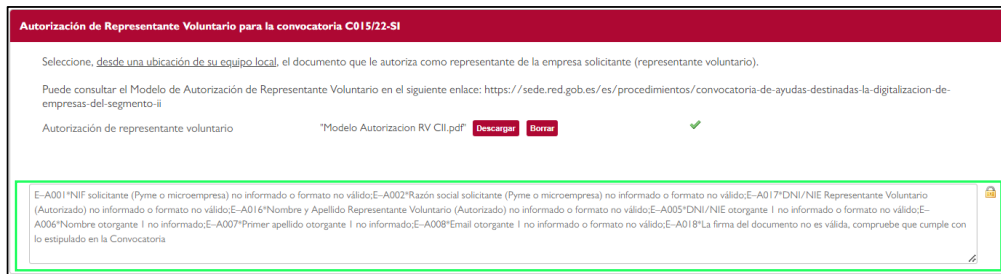 Autorización de Representante Voluntario para la convocatoria C015/22-SI
Seleccione, desde una ubicación de su equipo local, el documento que le autoriza como representante de la empresa solicitante (representante voluntario).
Puede consultar el Modelo de Autorización de Representante Voluntario en el siguiente enlace: https://sede.red.gob.es/es/procedimientos/convocatoria-de-ayudas-destinadas-la-digitalizacion-de-
empresas-del-segmento-ii
Autorización de representante voluntario "Modelo Autorizacion RV CII.pdf" Descargar Borrar
E–A001*NIF solicitante (Pyme o microempresa) no informado o formato no válido;E–A002*Razón social solicitante (Pyme o microempresa) no informado o formato no válido;E–A017*DNI/NIE Representante Voluntario
(Autorizado) no informado o formato no válido;E–A016*Nombre y Apellido Representante Voluntario (Autorizado) no informado o formato no válido;E–A005*DNI/NIE otorgante 1 no informado o formato no válido;E–
A006*Nombre otorgante 1 no informado;E–A007*Primer apellido otorgante 1 no informado;E–A008*Email otorgante 1 no informado o formato no válido;E–A018*La firma del documento no es válida, compruebe que cumple con
lo estipulado en la Convocatoria